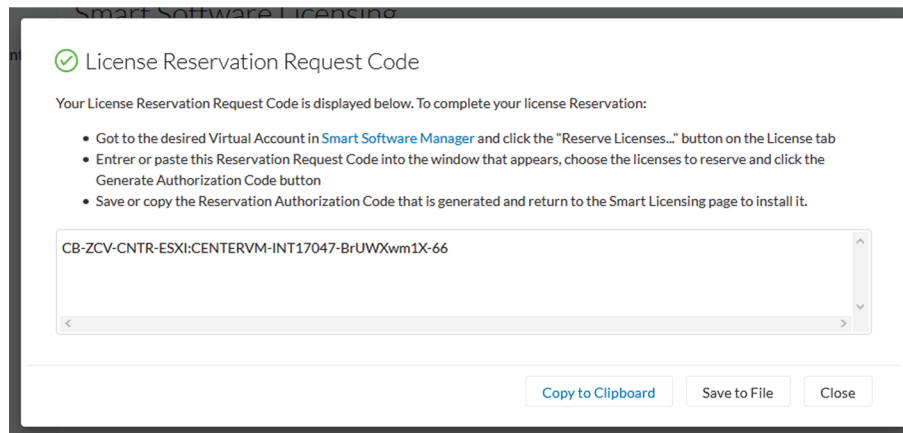 Smart Software Licensing
License Reservation Request Code
Your License Reservation Request Code is displayed below. To complete your license Reservation:
• Got to the desired Virtual Account in Smart Software Manager and click the "Reserve Licenses..." button on the License tab
• Entrer or paste this Reservation Request Code into the window that appears, choose the licenses to reserve and click the
Generate Authorization Code button
• Save or copy the Reservation Authorization Code that is generated and return to the Smart Licensing page to install it.
CB-ZCV-CNTR-ESXI:CENTERVM-INT17047-BrUWXwm1X-66
Copy to Clipboard Save to File Close